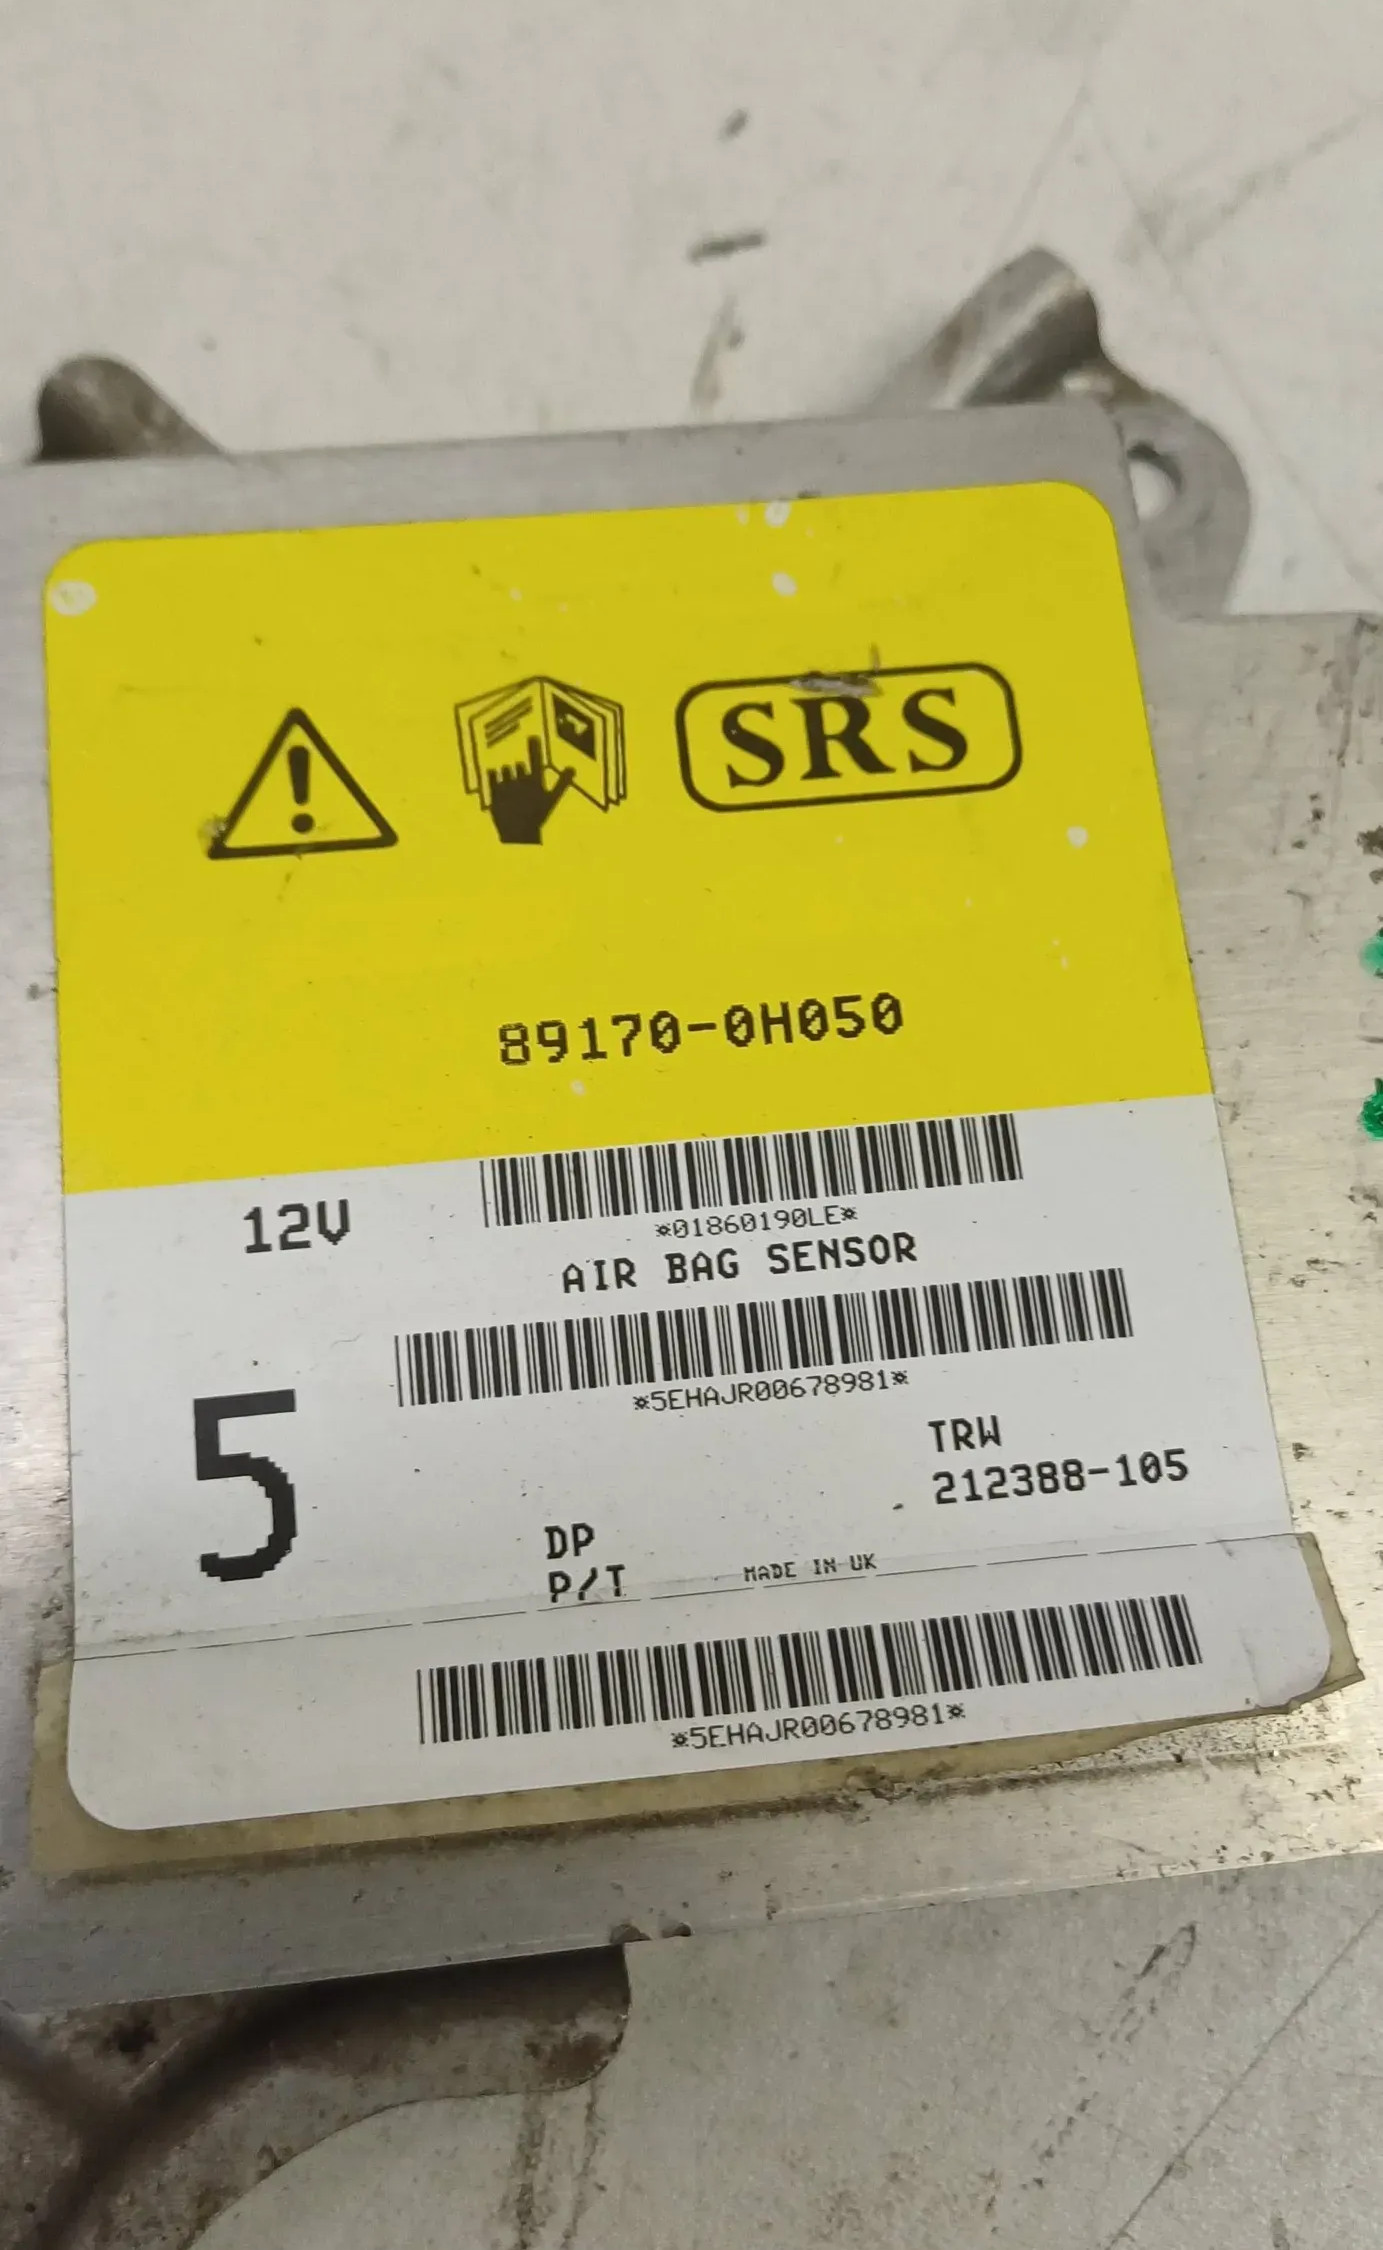 SRS
89170-0H050
12V
*01860190LE*
AIR BAG SENSOR
*5EHAJR00678981*
5
TRW
212388-105
DP
P/T
MADE IN UK
*5EHAJR00678981*